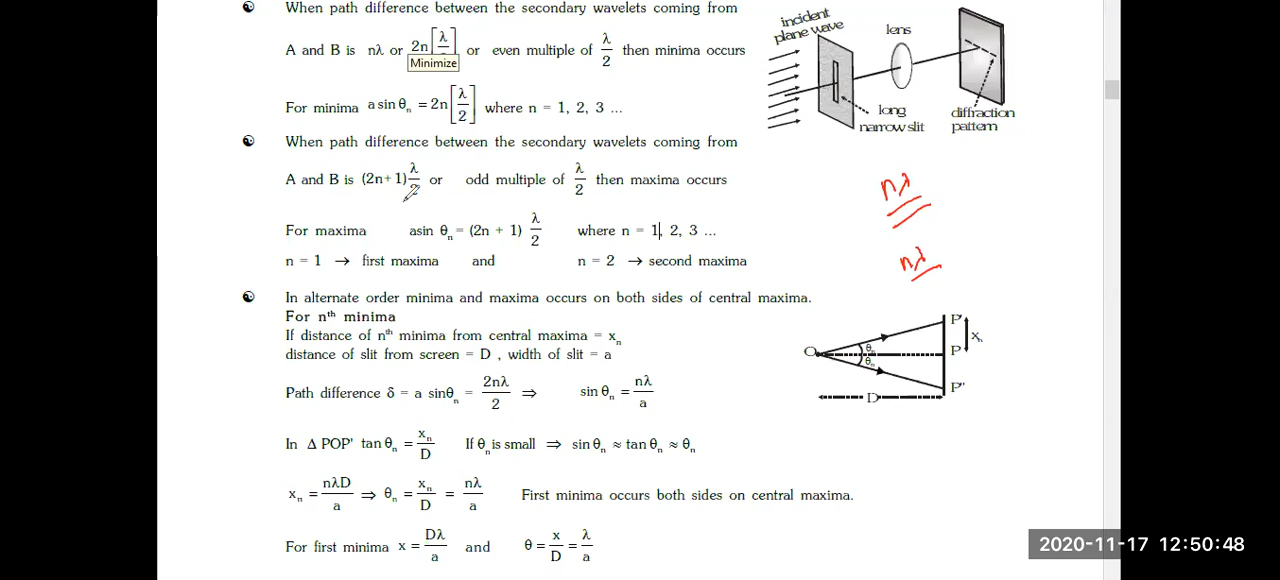 When path difference between the secondary wavelets coming from
A and B is nλ or 2n[λ/ ] or even multiple of λ/2 then minima occurs
Minimize
For minima a sin θn = 2n[λ/2] where n = 1, 2, 3 ...
When path difference between the secondary wavelets coming from
A and B is (2n+1)λ/2 or odd multiple of λ/2 then maxima occurs
For maxima asin θn = (2n + 1) λ/2 where n = 1, 2, 3 ...
n = 1 → first maxima and n = 2 → second maxima
In alternate order minima and maxima occurs on both sides of central maxima.
For nth minima
If distance of nth minima from central maxima = xn
distance of slit from screen = D , width of slit = a
Path difference δ = a sinθn = 2nλ/2 ⇒ sin θn = nλ/a
In Δ POP' tan θn = xn/D If θn is small ⇒ sin θn ≈ tan θn ≈ θn
xn = nλD/a ⇒ θn = xn/D = nλ/a First minima occurs both sides on central maxima.
For first minima x = Dλ/a and θ = x/D = λ/a
incident
plane wave
lens
long
narrow slit
diffraction
pattern
nλ
nλ
O
θn
θn
P'
P
P"
xn
D
2020-11-17 12:50:48